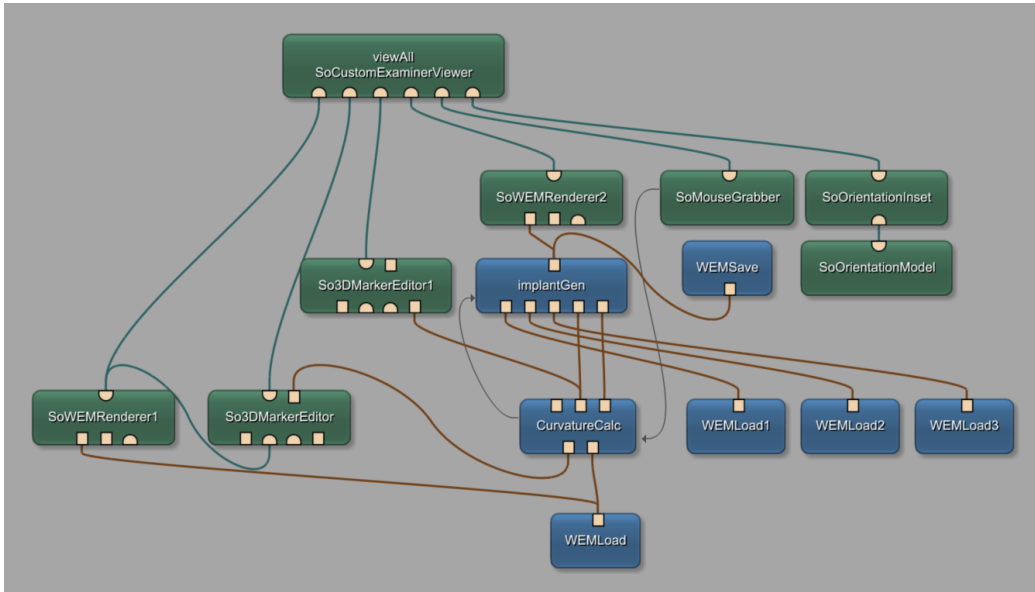 viewAll
SoCustomExaminerViewer
SoWEMRenderer2
SoMouseGrabber
SoOrientationInset
So3DMarkerEditor1
implantGen
WEMSave
SoOrientationModel
SoWEMRenderer1
So3DMarkerEditor
CurvatureCalc
WEMLoad1
WEMLoad2
WEMLoad3
WEMLoad